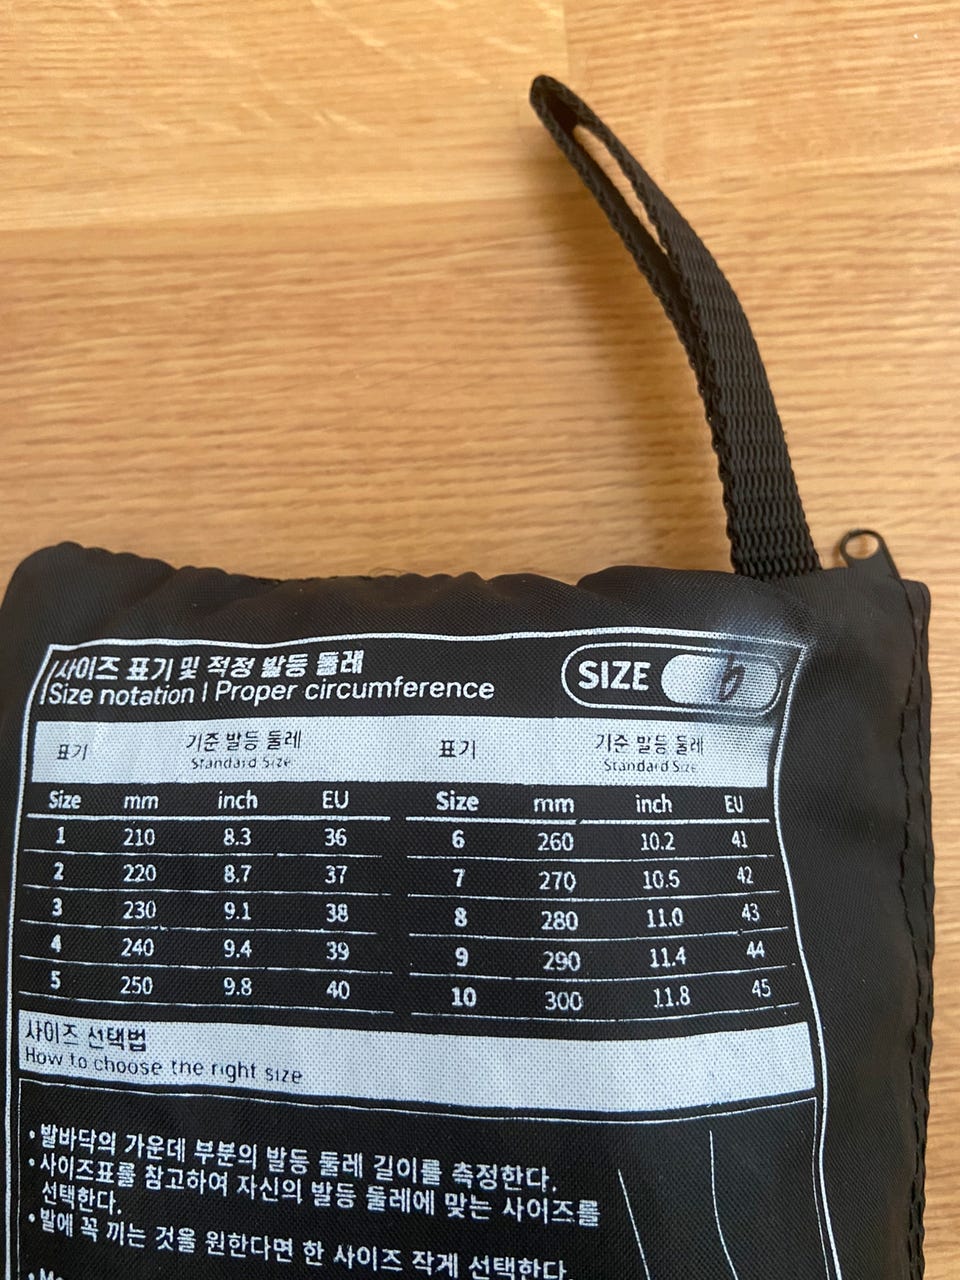 사이즈 표기 및 적정 발등 둘레
Size notation | Proper circumference
SIZE
표기 기준 발등 둘레 표기 기준 발등 둘레
Standard Size Standard Size
Size mm inch EU Size mm inch EU
1 210 8.3 36 6 260 10.2 41
2 220 8.7 37 7 270 10.5 42
3 230 9.1 38 8 280 11.0 43
4 240 9.4 39 9 290 11.4 44
5 250 9.8 40 10 300 11.8 45
사이즈 선택법
How to choose the right size
• 발바닥의 가운데 부분의 발등 둘레 길이를 측정한다.
• 사이즈표를 참고하여 자신의 발등 둘레에 맞는 사이즈를
선택한다.
• 발에 꼭 끼는 것을 원한다면 한 사이즈 작게 선택한다.